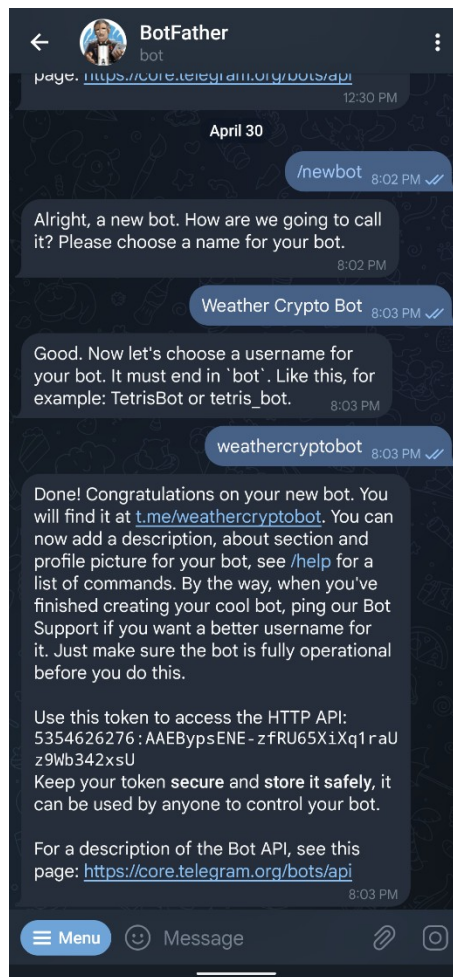 BotFather
bot
page: https://core.telegram.org/bots/api
12:30 PM
April 30
/newbot 8:02 PM
Alright, a new bot. How are we going to call
it? Please choose a name for your bot.
8:02 PM
Weather Crypto Bot 8:03 PM
Good. Now let's choose a username for
your bot. It must end in `bot`. Like this, for
example: TetrisBot or tetris_bot.
8:03 PM
weathercryptobot 8:03 PM
Done! Congratulations on your new bot. You
will find it at t.me/weathercryptobot. You can
now add a description, about section and
profile picture for your bot, see /help for a
list of commands. By the way, when you've
finished creating your cool bot, ping our Bot
Support if you want a better username for
it. Just make sure the bot is fully operational
before you do this.
Use this token to access the HTTP API:
5354626276:AAEBypsENE-zfRU65XiXq1raU
z9Wb342xsU
Keep your token secure and store it safely, it
can be used by anyone to control your bot.
For a description of the Bot API, see this
page: https://core.telegram.org/bots/api
8:03 PM
Menu
Message